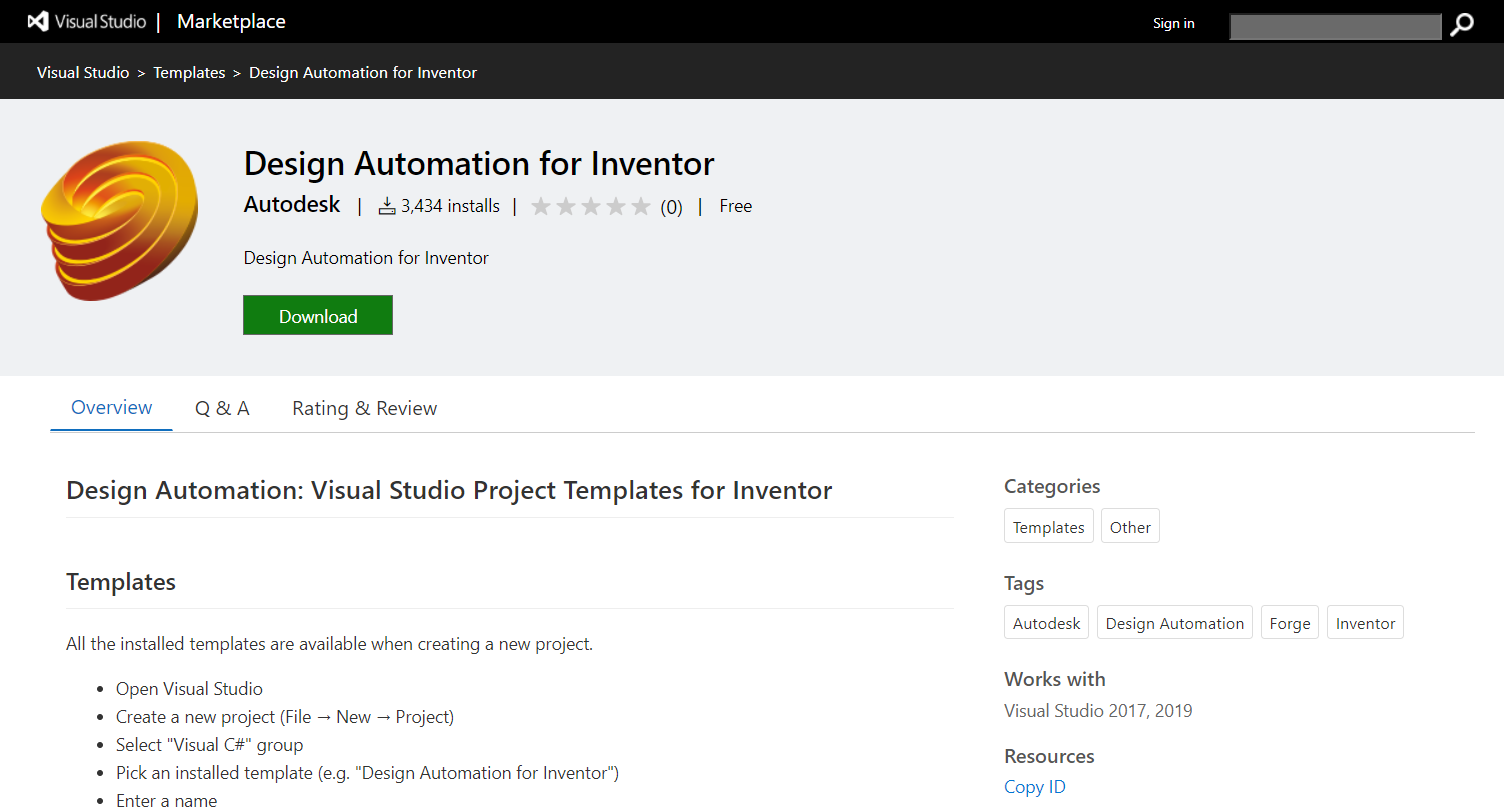 Visual Studio | Marketplace
Sign in
Visual Studio > Templates > Design Automation for Inventor
Design Automation for Inventor
Autodesk | 3,434 installs | (0) | Free
Design Automation for Inventor
Download
Overview Q & A Rating & Review
Design Automation: Visual Studio Project Templates for Inventor
Templates
All the installed templates are available when creating a new project.
• Open Visual Studio
• Create a new project (File → New → Project)
• Select "Visual C#" group
• Pick an installed template (e.g. "Design Automation for Inventor")
• Enter a name
Categories
Templates Other
Tags
Autodesk Design Automation Forge Inventor
Works with
Visual Studio 2017, 2019
Resources
Copy ID